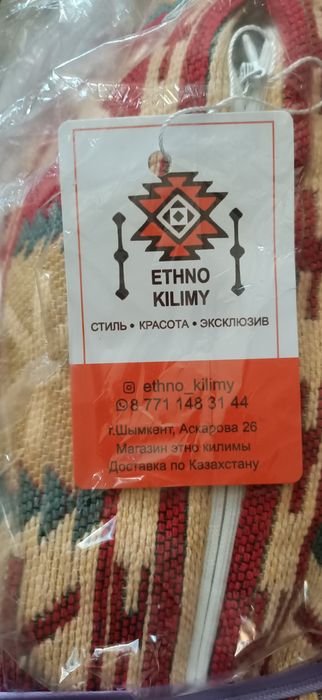 ETHNO
KILIMY
СТИЛЬ • КРАСОТА • ЭКСКЛЮЗИВ
ethno_kilimy
8 771 148 31 44
г.Шымкент, Аскарова 26
Магазин этно килимы
Доставка по Казахстану